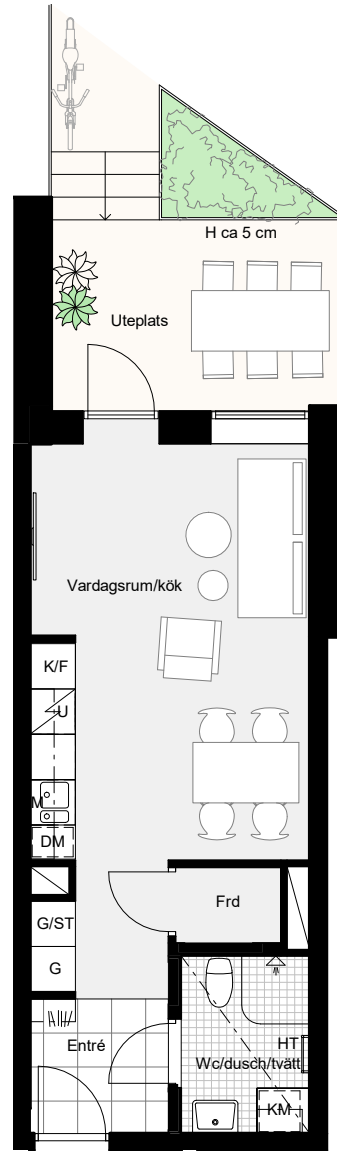 H ca 5 cm
Uteplats
Vardagsrum/kök
K/F
U
M
DM
Frd
G/ST
G
Entré
HT
Wc/dusch/tvätt
KM